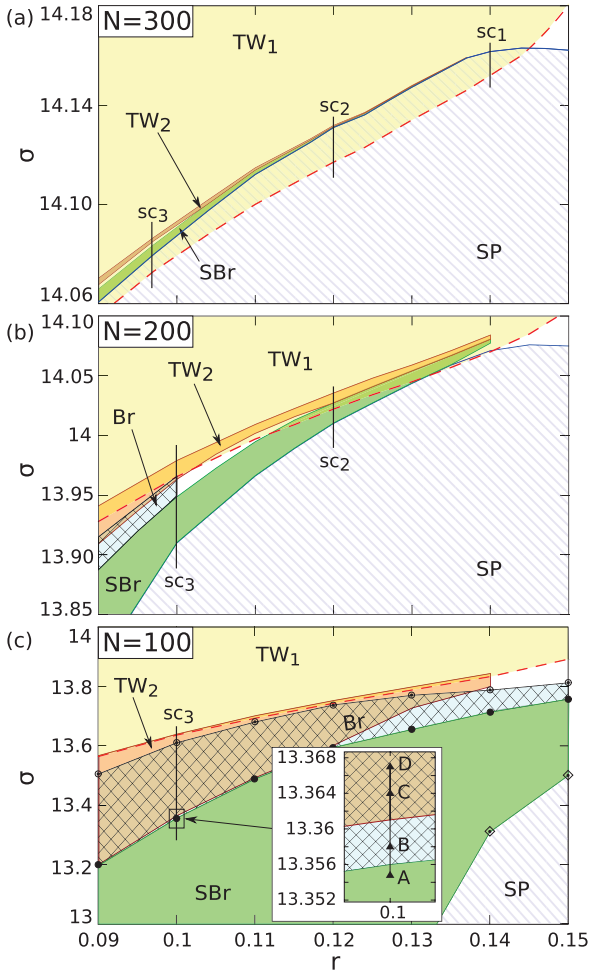 (a)
N=300
14.18
14.14
14.10
14.06
σ
TW1
TW2
sc1
sc2
sc3
SBr
SP
(b)
N=200
14.10
14.05
14
13.95
13.90
13.85
σ
TW1
TW2
Br
sc2
sc3
SBr
SP
(c)
N=100
14
13.8
13.6
13.4
13.2
13
σ
TW1
TW2
sc3
Br
SBr
SP
13.368
13.364
13.36
13.356
13.352
D
C
B
A
0.1
0.09 0.1 0.11 0.12 0.13 0.14 0.15
r